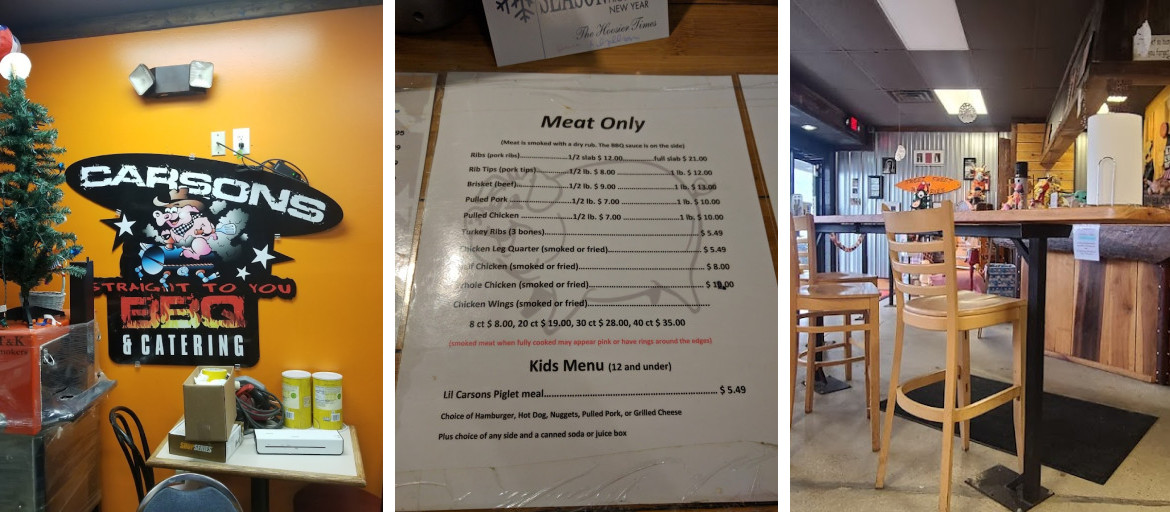 CARSONS
STRAIGHT TO YOU
BBQ
& CATERING
T&K
SEASON
NEW YEAR
The Hoosier Times
Meat Only
(Meat is smoked with a dry rub. The BBQ sauce is on the side)
Ribs (pork ribs)....................1/2 slab $ 12.00............full slab $ 21.00
Rib Tips (pork tips)...............1/2 lb. $ 8.00 ....................1 lb. $ 12.00
Brisket (beef)....................1/2 lb. $ 9.00 ....................1 lb. $ 13.00
Pulled Pork ....................1/2 lb. $ 7.00 ....................1 lb. $ 10.00
Pulled Chicken ....................1/2 lb. $ 7.00 ....................1 lb. $ 10.00
Turkey Ribs (3 bones)....................$ 5.49
Chicken Leg Quarter (smoked or fried)....................$ 5.49
Chicken (smoked or fried)....................$ 8.00
Whole Chicken (smoked or fried)....................$
Chicken Wings (smoked or fried)....................
8 ct $ 8.00, 20 ct $ 19.00, 30 ct $ 28.00, 40 ct $ 35.00
(smoked meat when fully cooked may appear pink or have rings around the edges)
Kids Menu (12 and under)
Lil Carsons Piglet meal....................$ 5.49
Choice of Hamburger, Hot Dog, Nuggets, Pulled Pork, or Grilled Cheese
Plus choice of any side and a canned soda or juice box